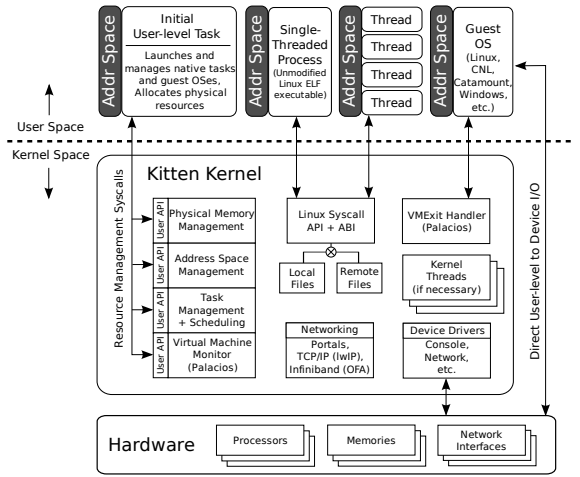 Addr Space
Initial
User-level Task
Launches and
manages native tasks
and guest OSes,
Allocates physical
resources
Addr Space
Single-
Threaded
Process
(Unmodified
Linux ELF
executable)
Addr Space
Thread
Thread
Thread
Thread
Addr Space
Guest
OS
(Linux,
CNL,
Catamount,
Windows,
etc.)
User Space
Kernel Space
Kitten Kernel
Resource Management Syscalls
User API
Physical Memory
Management
User API
Address Space
Management
User API
Task
Management
+ Scheduling
User API
Virtual Machine
Monitor
(Palacios)
Linux Syscall
API + ABI
Local
Files
Remote
Files
Networking
Portals,
TCP/IP (lwIP),
Infiniband (OFA)
VMExit Handler
(Palacios)
Kernel
Threads
(if necessary)
Device Drivers
Console,
Network,
etc.
Direct User-level to Device I/O
Hardware
Processors
Memories
Network
Interfaces